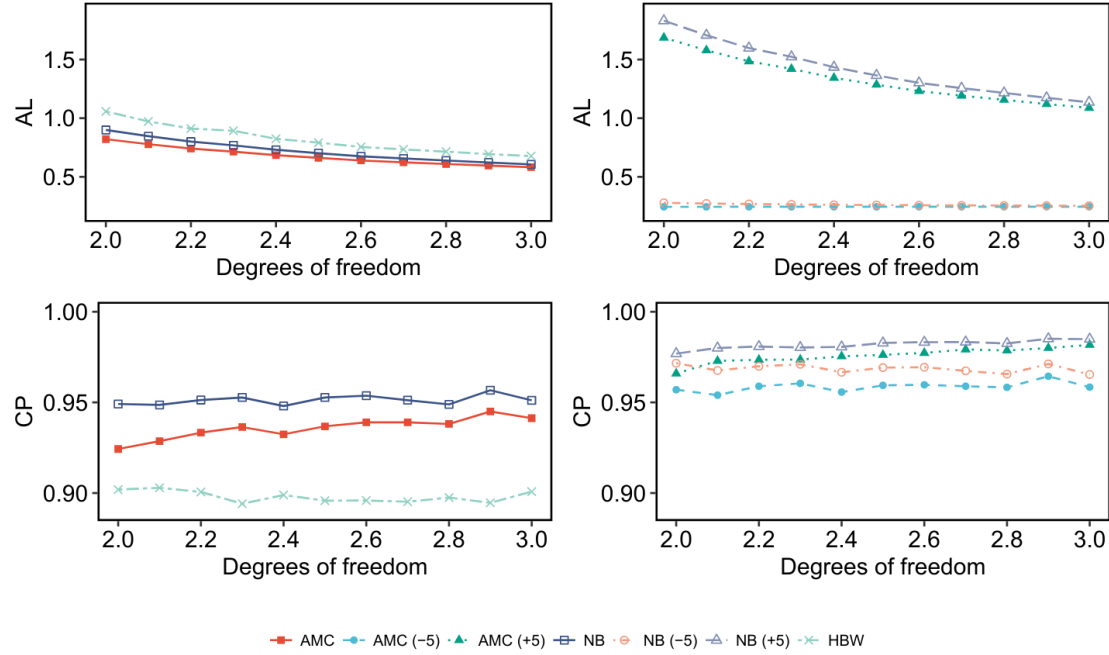 AL
1.5
1.0
0.5
2.0 2.2 2.4 2.6 2.8 3.0
Degrees of freedom
AL
1.5
1.0
0.5
2.0 2.2 2.4 2.6 2.8 3.0
Degrees of freedom
CP
1.00
0.95
0.90
2.0 2.2 2.4 2.6 2.8 3.0
Degrees of freedom
CP
1.00
0.95
0.90
2.0 2.2 2.4 2.6 2.8 3.0
Degrees of freedom
AMC AMC (−5) AMC (+5) NB NB (−5) NB (+5) HBW